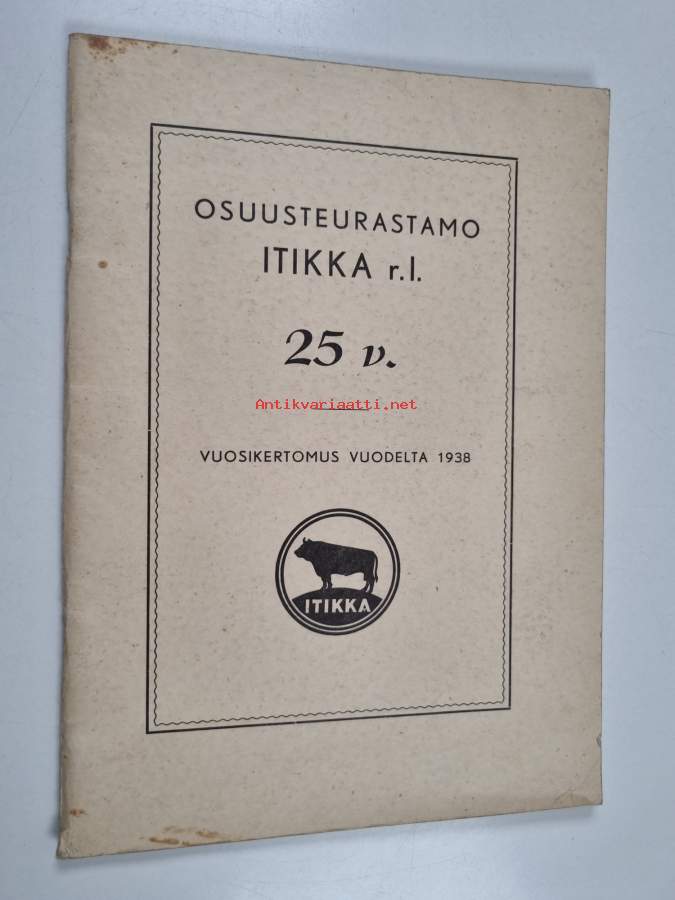 OSUUSTEURASTAMO
ITIKKA r.l.
25 v.
Antikvariaatti.net
VUOSIKERTOMUS VUODELTA 1938
ITIKKA